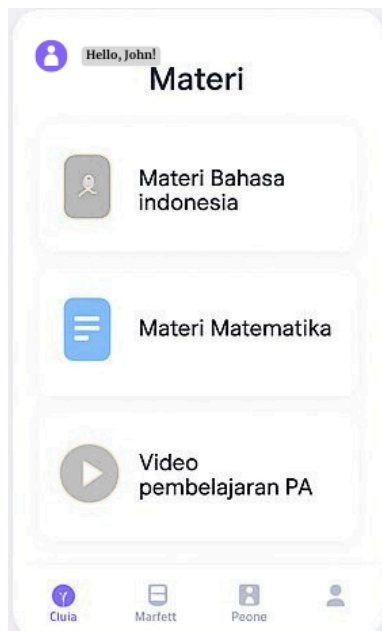 Hello, John!
Materi
Materi Bahasa
indonesia
Materi Matematika
Video
pembelajaran PA
Cluia
Marfett
Peone